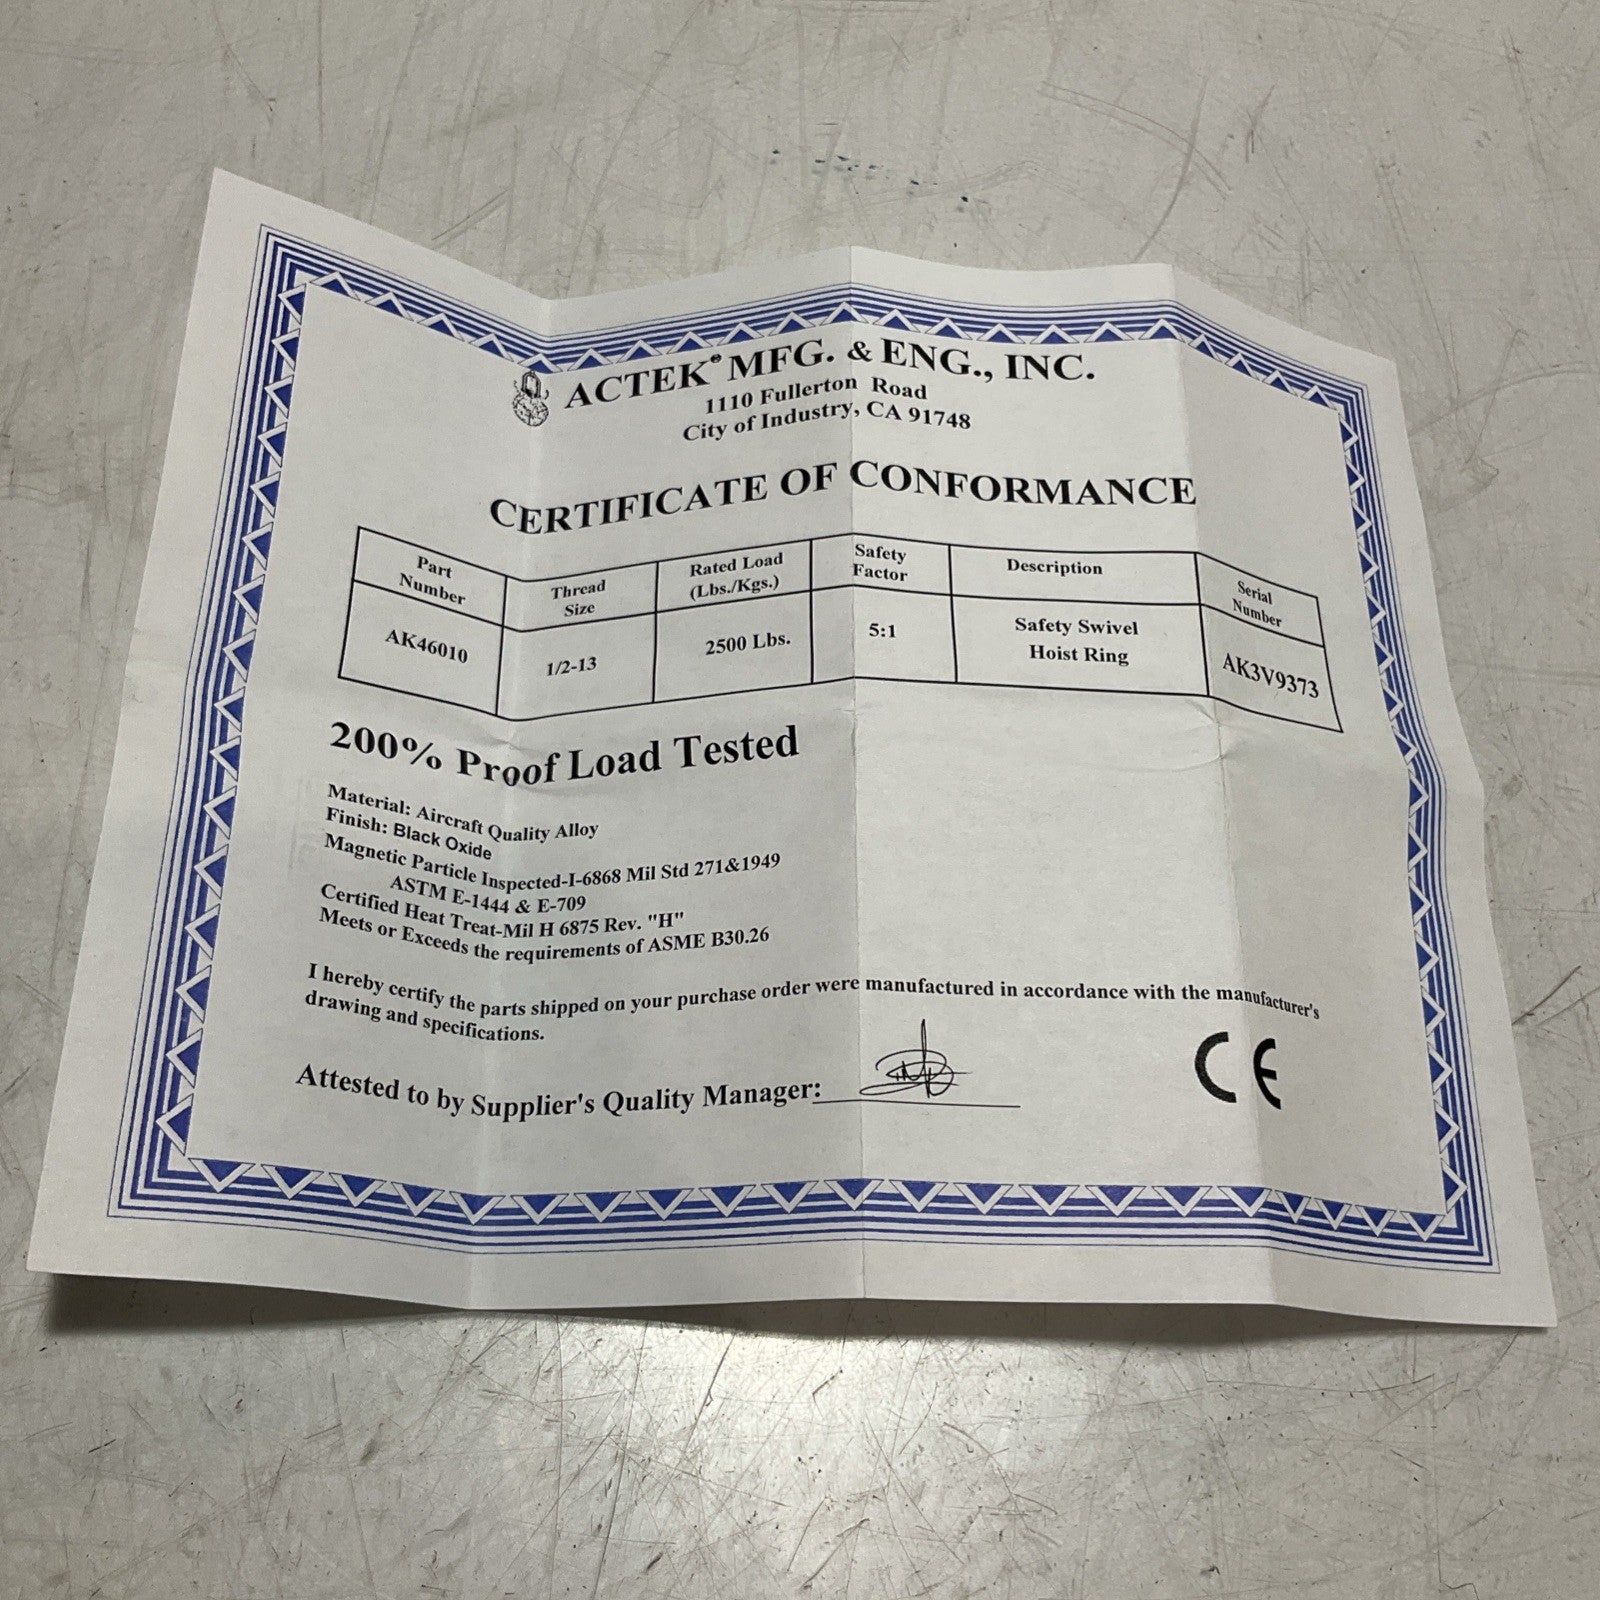 ACTEK® MFG. & ENG., INC.
1110 Fullerton Road
City of Industry, CA 91748
CERTIFICATE OF CONFORMANCE
Part Number
Thread Size
Rated Load (Lbs./Kgs.)
Safety Factor
Description
Serial Number
AK46010
1/2-13
2500 Lbs.
5:1
Safety Swivel Hoist Ring
AK3V9373
200% Proof Load Tested
Material: Aircraft Quality Alloy
Finish: Black Oxide
Magnetic Particle Inspected-I-6868 Mil Std 271&1949
ASTM E-1444 & E-709
Certified Heat Treat-Mil H 6875 Rev. "H"
Meets or Exceeds the requirements of ASME B30.26
I hereby certify the parts shipped on your purchase order were manufactured in accordance with the manufacturer's
drawing and specifications.
Attested to by Supplier's Quality Manager:
CE